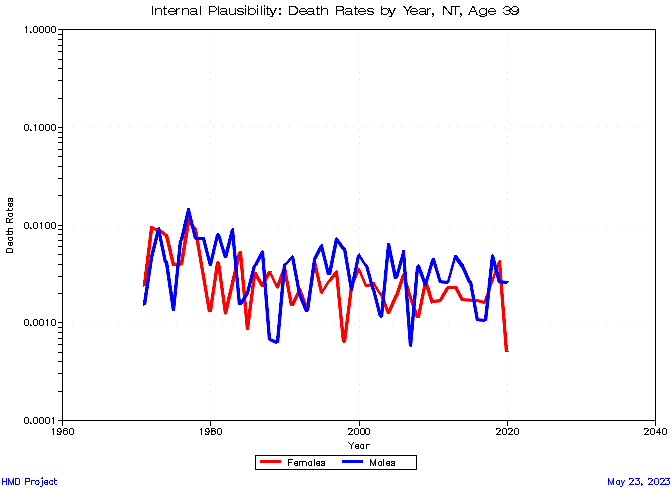 Internal Plausibility: Death Rates by Year, NT, Age 39
1.0000
0.1000
0.0100
0.0010
0.0001
Death Rates
1960
1980
2000
2020
2040
Year
Females
Males
HMD Project
May 23, 2023